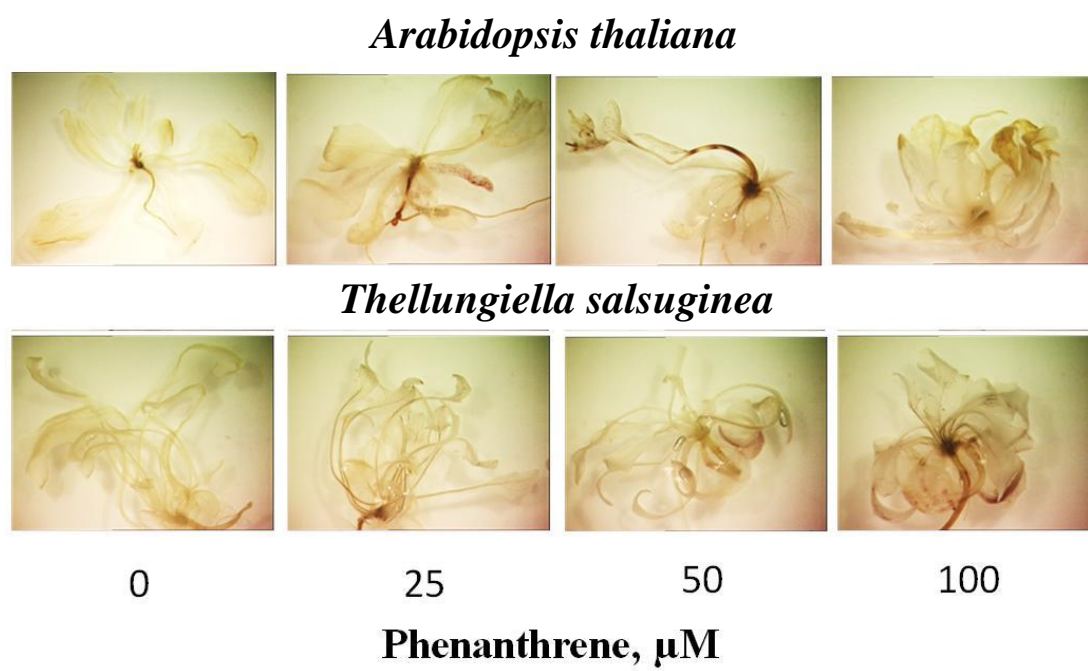 Arabidopsis thaliana
Thellungiella salsuginea
0 25 50 100
Phenanthrene, μM